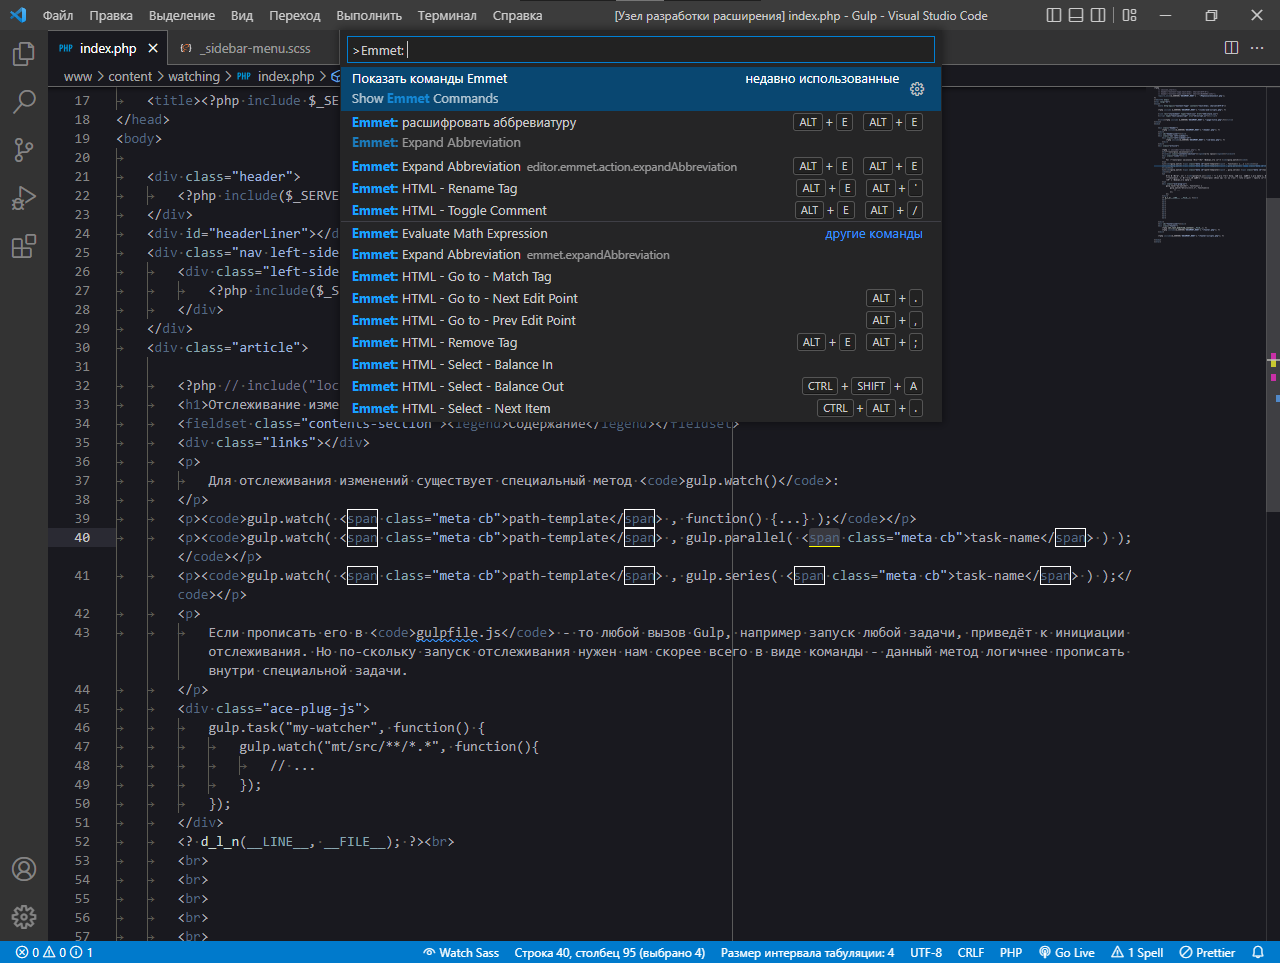 Файл Правка Выделение Вид Переход Выполнить Терминал Справка [Узел разработки расширения] index.php - Gulp - Visual Studio Code
PHP index.php _sidebar-menu.scss
>Emmet:
www > content > watching > PHP index.php >
Показать команды Emmet недавно использованные
Show Emmet Commands
Emmet: расшифровать аббревиатуру ALT + E ALT + E
Emmet: Expand Abbreviation
Emmet: Expand Abbreviation editor.emmet.action.expandAbbreviation ALT + E ALT + E
Emmet: HTML - Rename Tag ALT + E ALT + '
Emmet: HTML - Toggle Comment ALT + E ALT + /
Emmet: Evaluate Math Expression другие команды
Emmet: Expand Abbreviation emmet.expandAbbreviation
Emmet: HTML - Go to - Match Tag
Emmet: HTML - Go to - Next Edit Point ALT + .
Emmet: HTML - Go to - Prev Edit Point ALT + ,
Emmet: HTML - Remove Tag ALT + E ALT + ;
Emmet: HTML - Select - Balance In
Emmet: HTML - Select - Balance Out CTRL + SHIFT + A
Emmet: HTML - Select - Next Item CTRL + ALT + .
17 <title><?php include $_SE
18 </head>
19 <body>
20
21 <div class="header">
22 <?php include($_SERVE
23 </div>
24 <div id="headerLiner"></d
25 <div class="nav left-side
26 <div class="left-side
27 <?php include($_S
28 </div>
29 </div>
30 <div class="article">
31
32 <?php // include("loc
33 <h1>Отслеживание изме
34 <fieldset class="contents-section"><legend>Содержание</legend></fieldset>
35 <div class="links"></div>
36 <p>
37 Для отслеживания изменений существует специальный метод <code>gulp.watch()</code>:
38 </p>
39 <p><code>gulp.watch( <span class="meta cb">path-template</span> , function() {...} );</code></p>
40 <p><code>gulp.watch( <span class="meta cb">path-template</span> , gulp.parallel( <span class="meta cb">task-name</span> ) );
</code></p>
41 <p><code>gulp.watch( <span class="meta cb">path-template</span> , gulp.series( <span class="meta cb">task-name</span> ) );</
code></p>
42 <p>
43 Если прописать его в <code>gulpfile.js</code> - то любой вызов Gulp, например запуск любой задачи, приведёт к инициации
отслеживания. Но по-скольку запуск отслеживания нужен нам скорее всего в виде команды - данный метод логичнее прописать
внутри специальной задачи.
44 </p>
45 <div class="ace-plug-js">
46 gulp.task("my-watcher", function() {
47 gulp.watch("mt/src/**/*.*", function(){
48 // ...
49 });
50 });
51 </div>
52 <? d_l_n(__LINE__, __FILE__); ?><br>
53 <br>
54 <br>
55 <br>
56 <br>
57 <br>
0 0 1 Watch Sass Строка 40, столбец 95 (выбрано 4) Размер интервала табуляции: 4 UTF-8 CRLF PHP Go Live 1 Spell Prettier